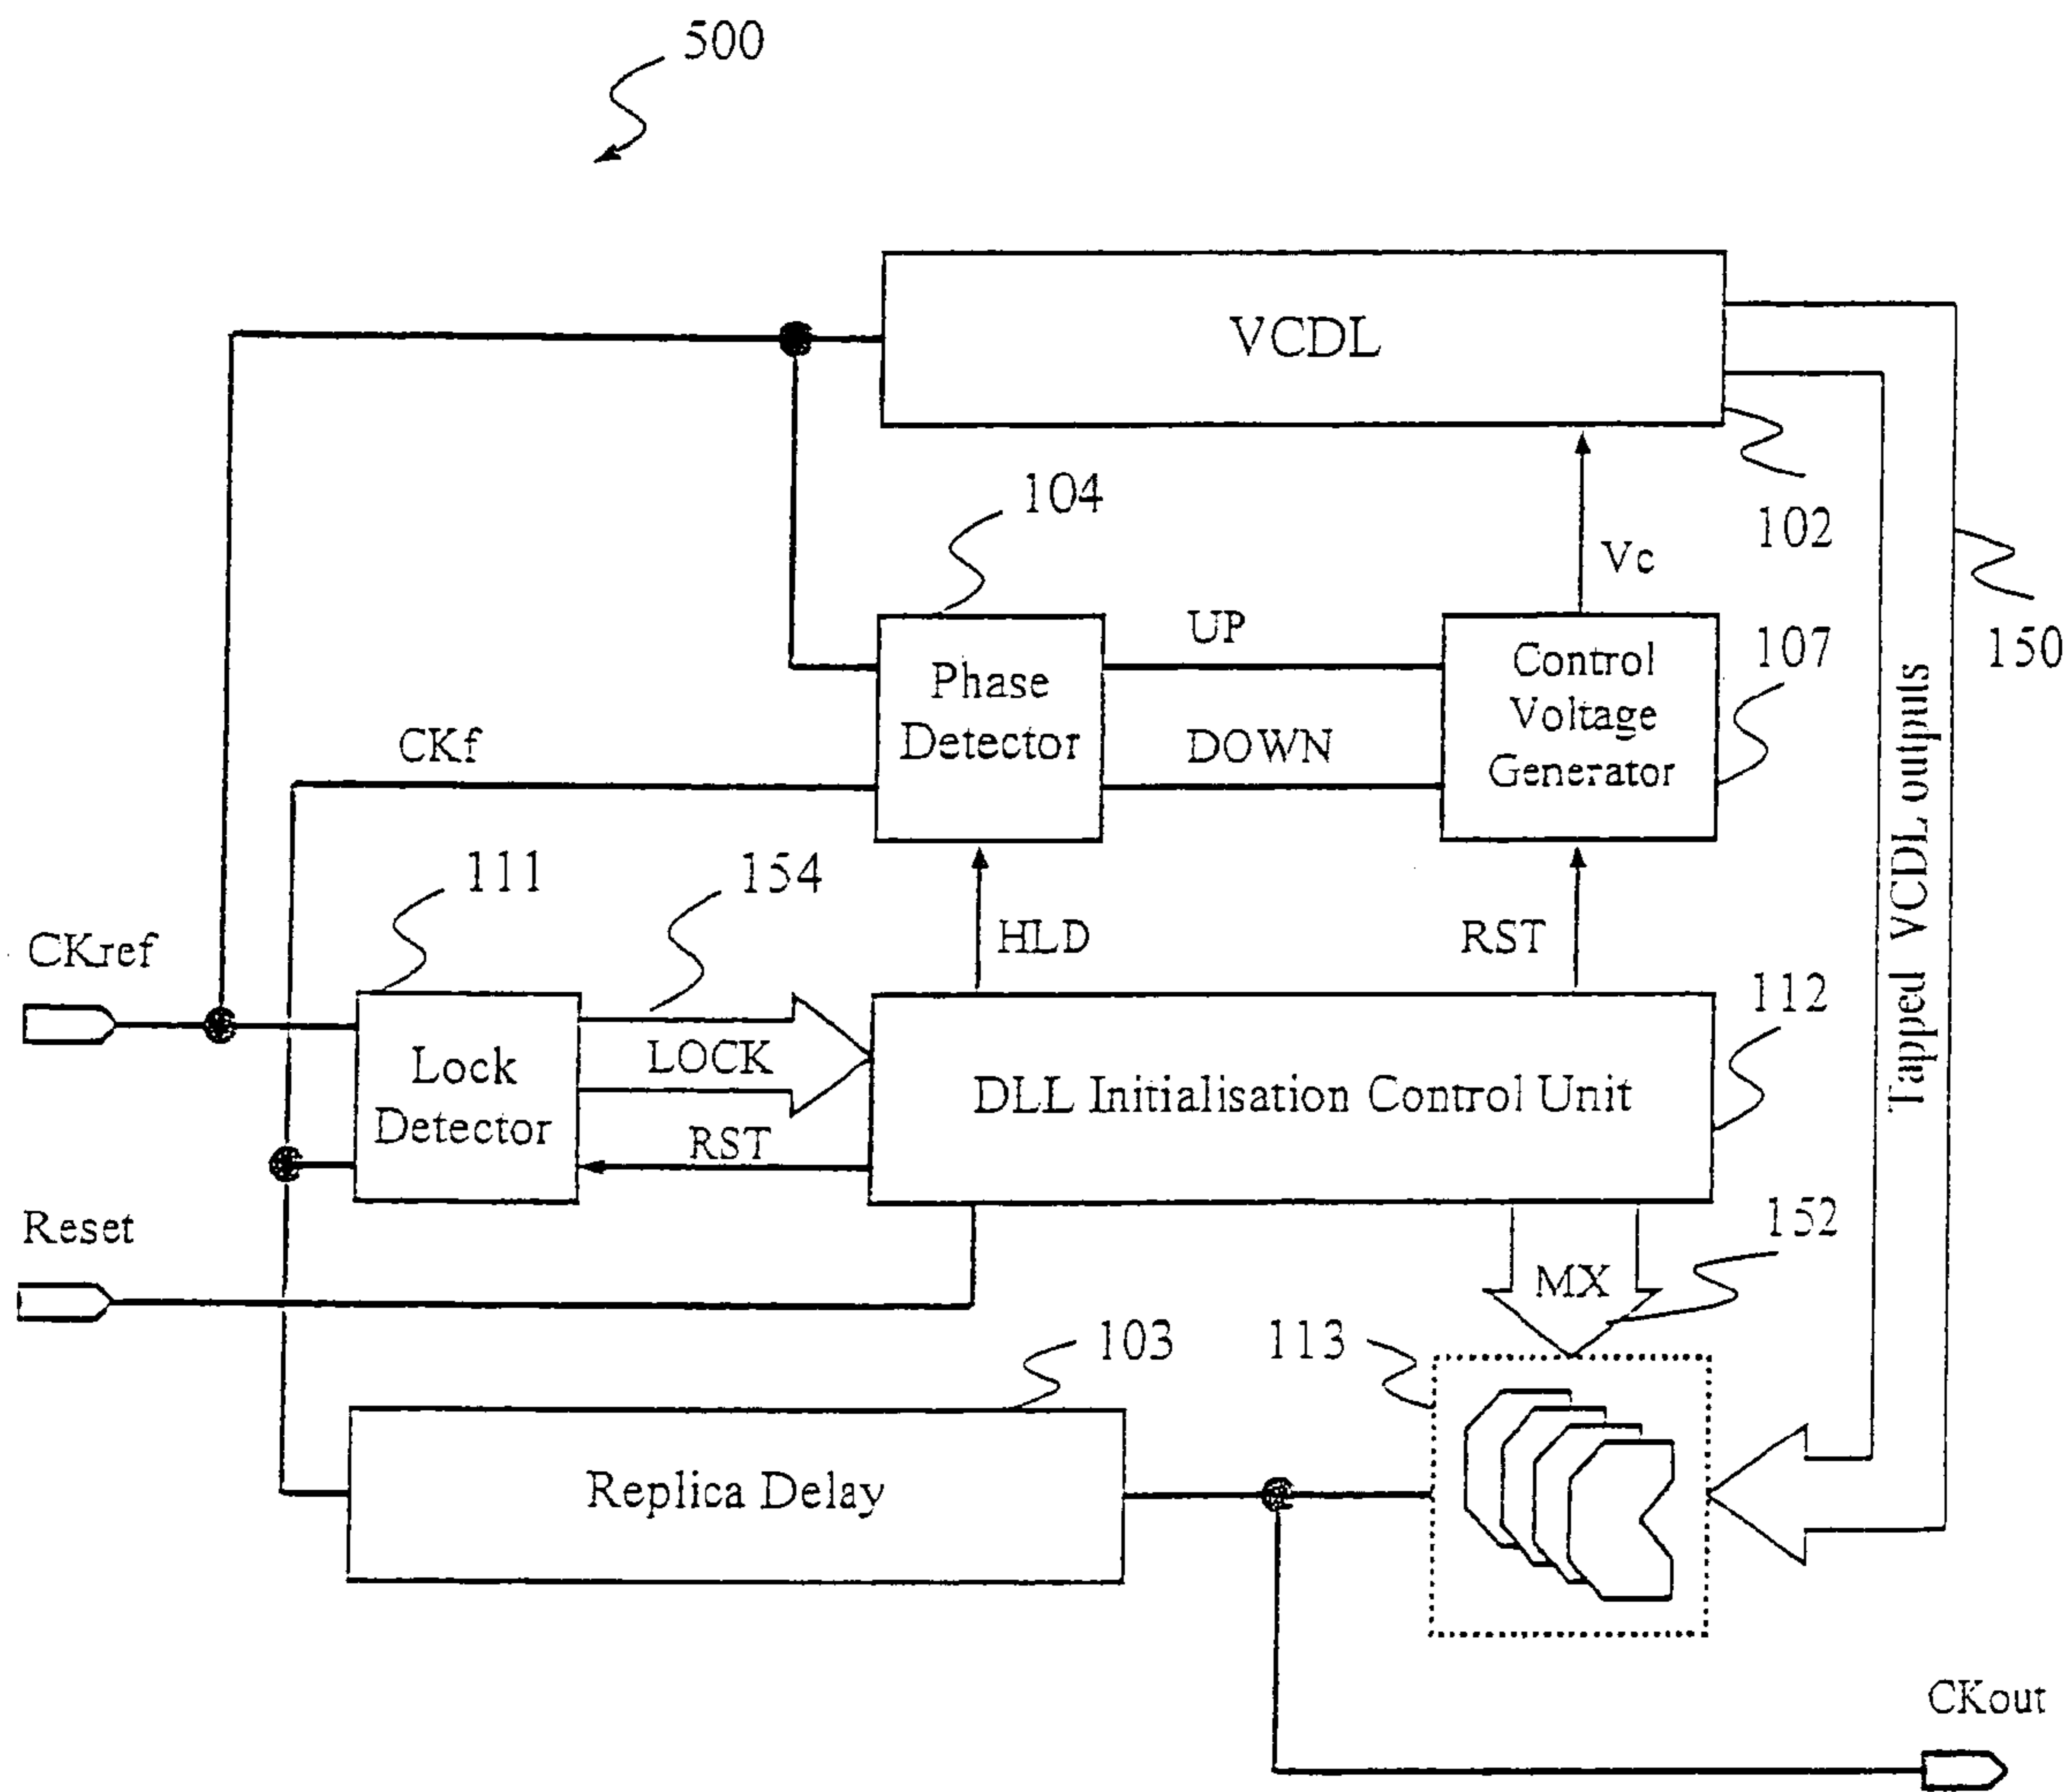 500
VCDL
104
102
Vc
150
UP
107
Phase
Detector
Control
Voltage
Generator
CKf
DOWN
Tapped VCDL outputs
111
154
CKref
HLD
RST
112
Lock
Detector
LOCK
DLL Initialisation Control Unit
RST
Reset
152
MX
103
113
Replica Delay
CKout